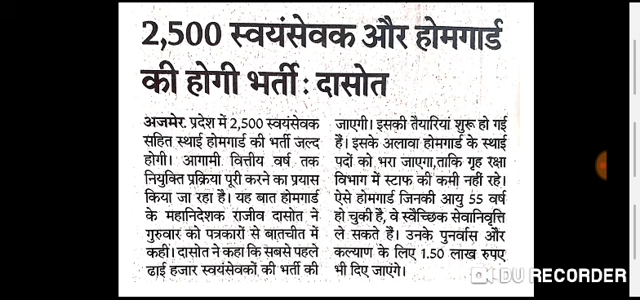 2,500 स्वयंसेवक और होमगार्ड
की होगी भर्ती : दासोत
अजमेर. प्रदेश में 2,500 स्वयंसेवक
सहित स्थाई होमगार्ड की भर्ती जल्द
होगी। आगामी वित्तीय वर्ष तक
नियुक्ति प्रक्रिया पूरी करने का प्रयास
किया जा रहा है। यह बात होमगार्ड
के महानिदेशक राजीव दासोत ने
गुरुवार को पत्रकारों से बातचीत में
कहीं। दासोत ने कहा कि सबसे पहले
ढाई हजार स्वयंसेवकों की भर्ती की
जाएगी। इसकी तैयारियां शुरू हो गई
है। इसके अलावा होमगार्ड के स्थाई
पदों को भरा जाएगा,ताकि गृह रक्षा
विभाग में स्टाफ की कमी नहीं रहे।
ऐसे होमगार्ड जिनकी आयु 55 वर्ष
हो चुकी है, वे स्वैच्छिक सेवानिवृत्ति
ले सकते है। उनके पुनर्वास और
कल्याण के लिए 1.50 लाख रुपए
भी दिए जाएंगे।
DU RECORDER